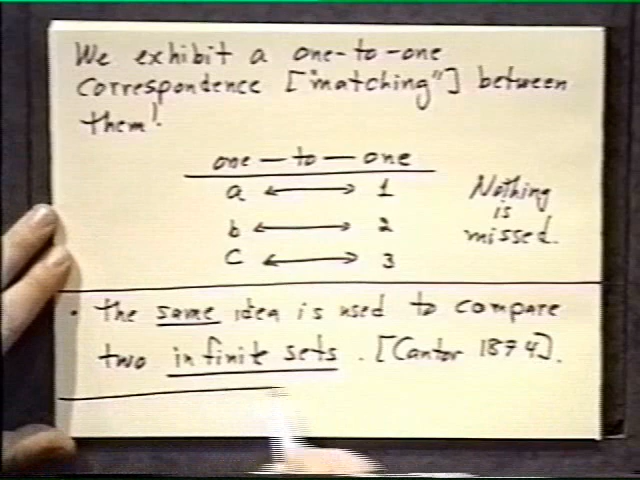 We exhibit a one-to-one
correspondence ["matching"] between
them!
one — to — one
a ⟷ 1
b ⟷ 2
c ⟷ 3
Nothing
is
missed.
• The same idea is used to compare
two infinite sets. [Cantor 1874].